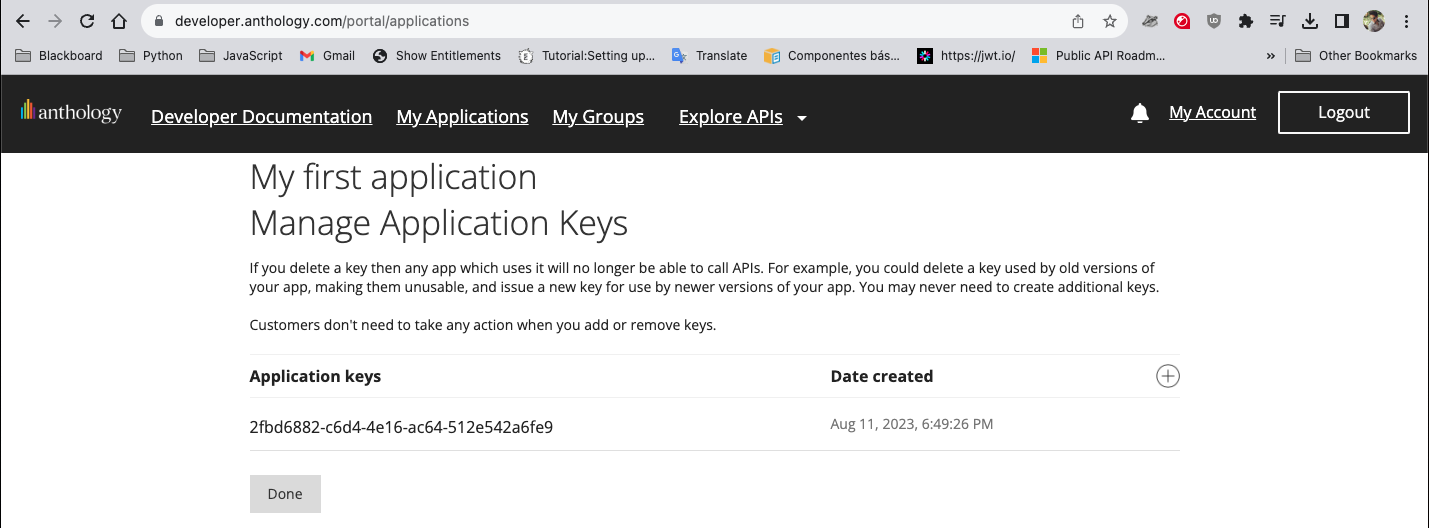 developer.anthology.com/portal/applications
Blackboard Python JavaScript Gmail Show Entitlements Tutorial:Setting up... Translate Componentes bás... https://jwt.io/ Public API Roadm... » Other Bookmarks
anthology Developer Documentation My Applications My Groups Explore APIs My Account Logout
My first application
Manage Application Keys
If you delete a key then any app which uses it will no longer be able to call APIs. For example, you could delete a key used by old versions of
your app, making them unusable, and issue a new key for use by newer versions of your app. You may never need to create additional keys.
Customers don't need to take any action when you add or remove keys.
Application keys Date created
2fbd6882-c6d4-4e16-ac64-512e542a6fe9 Aug 11, 2023, 6:49:26 PM
Done